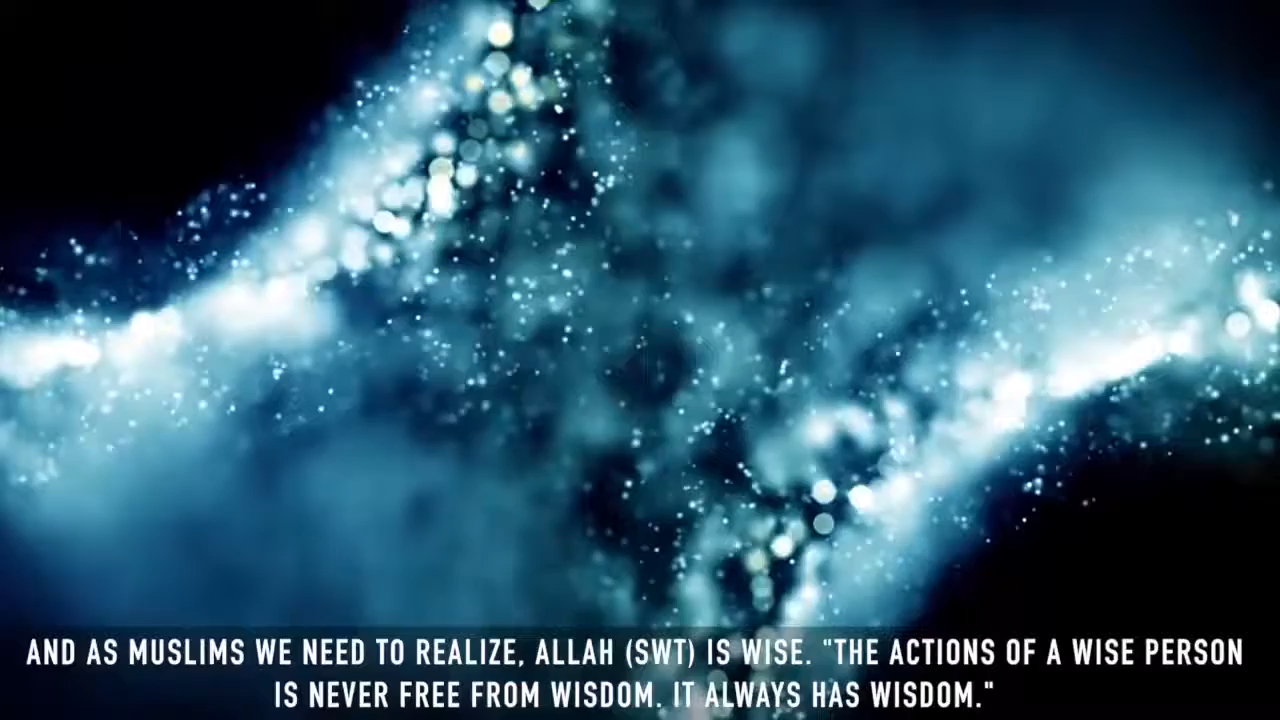 AND AS MUSLIMS WE NEED TO REALIZE, ALLAH (SWT) IS WISE. "THE ACTIONS OF A WISE PERSON
IS NEVER FREE FROM WISDOM. IT ALWAYS HAS WISDOM."